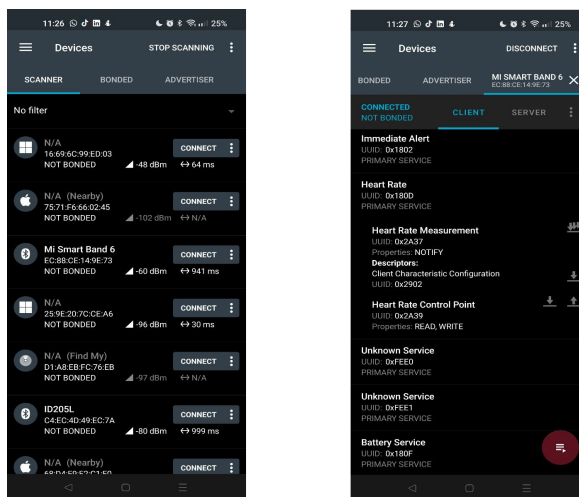 11:26 25%
Devices STOP SCANNING
SCANNER BONDED ADVERTISER
No filter
N/A
16:69:6C:99:ED:03
NOT BONDED -48 dBm 64 ms
CONNECT
N/A (Nearby)
75:71:F6:66:02:45
NOT BONDED -102 dBm N/A
CONNECT
Mi Smart Band 6
EC:88:CE:14:9E:73
NOT BONDED -60 dBm 941 ms
CONNECT
N/A
25:9E:20:7C:CE:A6
NOT BONDED -96 dBm 30 ms
CONNECT
N/A (Find My)
D1:A8:EB:FC:76:EB
NOT BONDED -97 dBm N/A
CONNECT
ID205L
C4:EC:4D:49:EC:7A
NOT BONDED -80 dBm 999 ms
CONNECT
N/A (Nearby)
CONNECT
11:27 25%
Devices DISCONNECT
BONDED ADVERTISER MI SMART BAND 6
EC:88:CE:14:9E:73
CONNECTED
NOT BONDED
CLIENT SERVER
Immediate Alert
UUID: 0x1802
PRIMARY SERVICE
Heart Rate
UUID: 0x180D
PRIMARY SERVICE
Heart Rate Measurement
UUID: 0x2A37
Properties: NOTIFY
Descriptors:
Client Characteristic Configuration
UUID: 0x2902
Heart Rate Control Point
UUID: 0x2A39
Properties: READ, WRITE
Unknown Service
UUID: 0xFEE0
PRIMARY SERVICE
Unknown Service
UUID: 0xFEE1
PRIMARY SERVICE
Battery Service
UUID: 0x180F
PRIMARY SERVICE